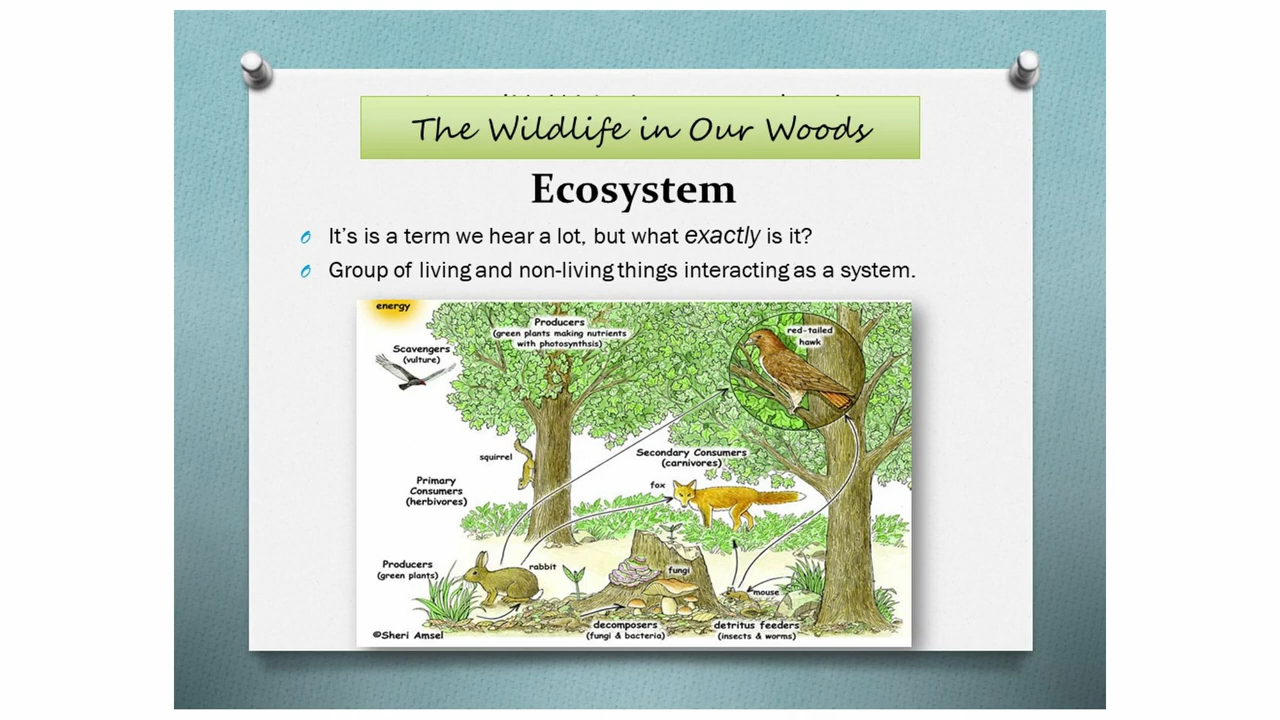 The Wildlife in Our Woods
Ecosystem
It's is a term we hear a lot, but what exactly is it?
Group of living and non-living things interacting as a system.
energy
Producers
(green plants making nutrients
with photosynthsis)
red-tailed
hawk
Scavengers
(vulture)
squirrel
Secondary Consumers
(carnivores)
Primary
Consumers
(herbivores)
fox
Producers
(green plants)
rabbit
fungi
mouse
decomposers
(fungi & bacteria)
detritus feeders
(insects & worms)
©Sheri Amsel